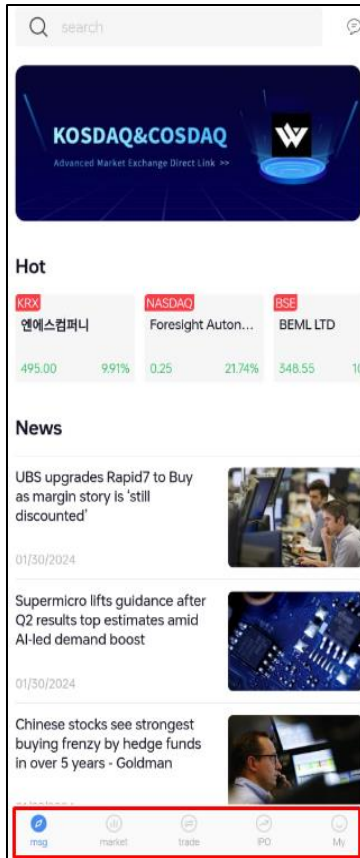 search
KOSDAQ&COSDAQ
Advanced Market Exchange Direct Link >>
Hot
KRX
엔에스컴퍼니
495.00 9.91%
NASDAQ
Foresight Auton...
0.25 21.74%
BSE
BEML LTD
348.55 10
News
UBS upgrades Rapid7 to Buy
as margin story is ‘still
discounted’
01/30/2024
Supermicro lifts guidance after
Q2 results top estimates amid
AI-led demand boost
01/30/2024
Chinese stocks see strongest
buying frenzy by hedge funds
in over 5 years - Goldman
msg market trade IPO My